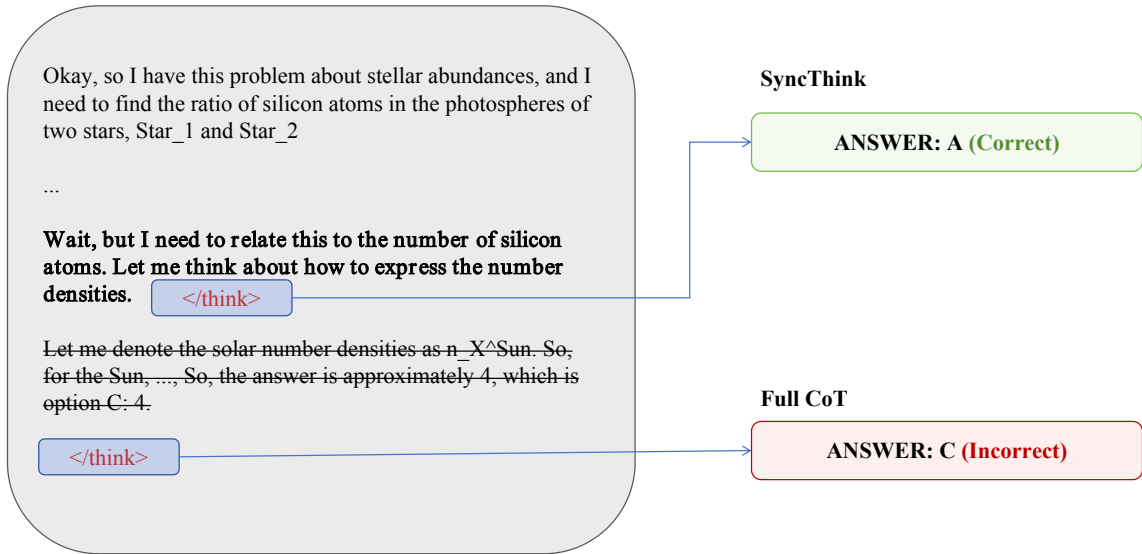 Okay, so I have this problem about stellar abundances, and I
need to find the ratio of silicon atoms in the photospheres of
two stars, Star_1 and Star_2
...
Wait, but I need to relate this to the number of silicon
atoms. Let me think about how to express the number
densities. </think>
Let me denote the solar number densities as n_X^Sun. So,
for the Sun, ..., So, the answer is approximately 4, which is
option C: 4.
</think>
SyncThink
ANSWER: A (Correct)
Full CoT
ANSWER: C (Incorrect)